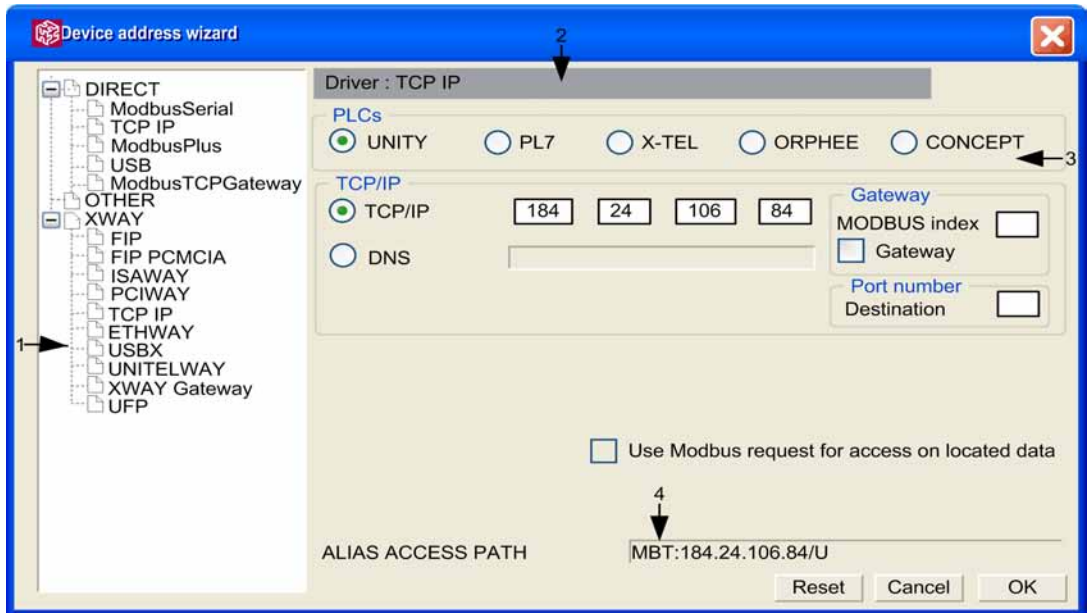 Device address wizard
2
DIRECT
ModbusSerial
TCP IP
ModbusPlus
USB
ModbusTCPGateway
OTHER
XWAY
FIP
FIP PCMCIA
ISAWAY
PCIWAY
TCP IP
ETHWAY
USBX
UNITELWAY
XWAY Gateway
UFP
1
Driver : TCP IP
PLCs
UNITY PL7 X-TEL ORPHEE CONCEPT
3
TCP/IP
TCP/IP 184 24 106 84
DNS
Gateway
MODBUS index
Gateway
Port number
Destination
Use Modbus request for access on located data
4
ALIAS ACCESS PATH MBT:184.24.106.84/U
Reset Cancel OK